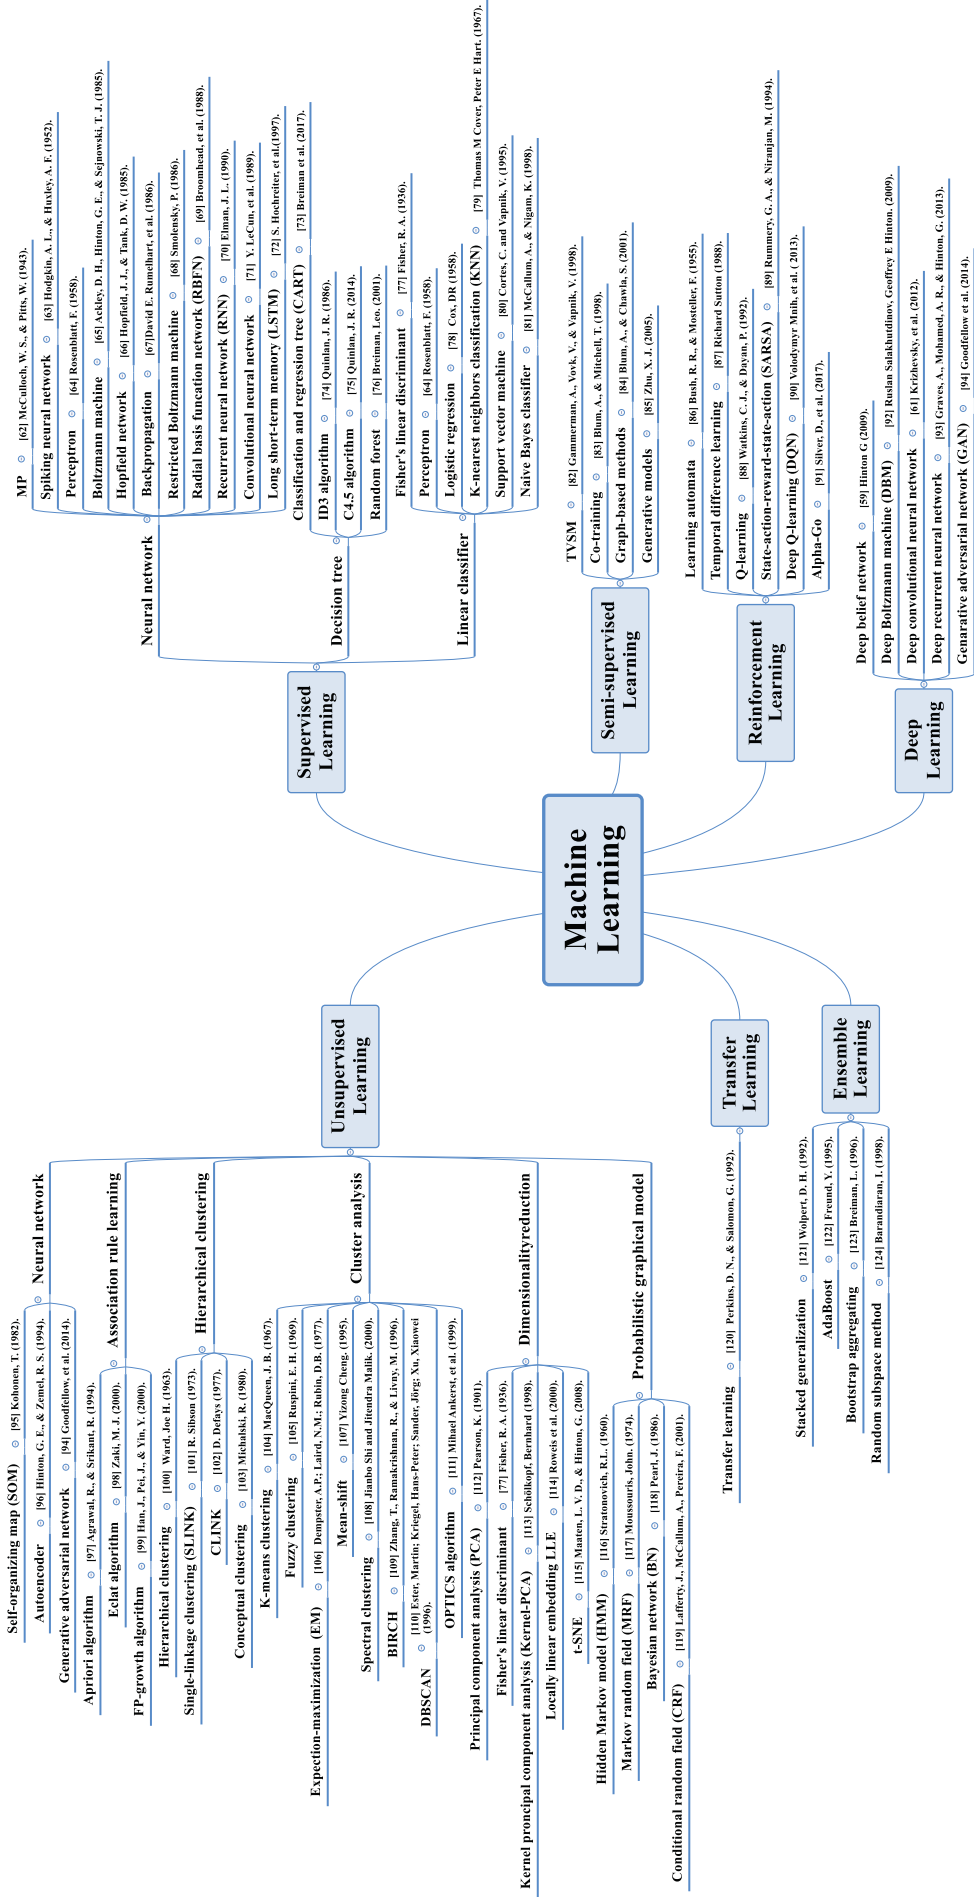 Machine
Learning
Supervised
Learning
Neural network
MP [62] McCulloch, W. S., & Pitts, W. (1943).
Spiking neural network [63] Hodgkin, A. L., & Huxley, A. F. (1952).
Perceptron [64] Rosenblatt, F. (1958).
Boltzmann machine [65] Ackley, D. H., Hinton, G. E., & Sejnowski, T. J. (1985).
Hopfield network [66] Hopfield, J. J., & Tank, D. W. (1985).
Backpropagation [67]David E. Rumelhart, et al. (1986).
Restricted Boltzmann machine [68] Smolensky, P. (1986).
Radial basis funcation network (RBFN) [69] Broomhead, et al. (1988).
Recurrent neural network (RNN) [70] Elman, J. L. (1990).
Convolutional neural network [71] Y. LeCun, et al. (1989).
Long short-term memory (LSTM) [72] S. Hochreiter, et al.(1997).
Decision tree
Classification and regression tree (CART) [73] Breiman et al. (2017).
ID3 algorithm [74] Quinlan, J. R. (1986).
C4.5 algorithm [75] Quinlan, J. R. (2014).
Random forest [76] Breiman, Leo. (2001).
Linear classifier
Fisher's linear discriminant [77] Fisher, R. A. (1936).
Perceptron [64] Rosenblatt, F. (1958).
Logistic regression [78] Cox, DR (1958).
K-nearest neighbors classification (KNN) [79] Thomas M Cover, Peter E Hart. (1967).
Support vector machine [80] Cortes, C. and Vapnik, V. (1995).
Naive Bayes classifier [81] McCallum, A., & Nigam, K. (1998).
Semi-supervised
Learning
TVSM [82] Gammerman, A., Vovk, V., & Vapnik, V. (1998).
Co-training [83] Blum, A., & Mitchell, T. (1998).
Graph-based methods [84] Blum, A., & Chawla, S. (2001).
Generative models [85] Zhu, X. J. (2005).
Reinforcement
Learning
Learning automata [86] Bush, R. R., & Mosteller, F. (1955).
Temporal difference learning [87] Richard Sutton (1988).
Q-learning [88] Watkins, C. J., & Dayan, P. (1992).
State-action-reward-state-action (SARSA) [89] Rummery, G. A., & Niranjan, M. (1994).
Deep Q-learning (DQN) [90] Volodymyr Mnih, et al. ( 2013).
Alpha-Go [91] Silver, D., et al. (2017).
Deep
Learning
Deep belief network [59] Hinton G (2009).
Deep Boltzmann machine (DBM) [92] Ruslan Salakhutdinov, Geoffrey E Hinton. (2009).
Deep convolutional neural network [61] Krizhevsky, et al. (2012).
Deep recurrent neural network [93] Graves, A., Mohamed, A. R., & Hinton, G. (2013).
Genarative adversarial network (GAN) [94] Goodfellow et al. (2014).
Unsupervised
Learning
Neural network
Self-organizing map (SOM) [95] Kohonen, T. (1982).
Autoencoder [96] Hinton, G. E., & Zemel, R. S. (1994).
Generative adversarial network [94] Goodfellow, et al. (2014).
Association rule learning
Apriori algorithm [97] Agrawal, R., & Srikant, R. (1994).
Eclat algorithm [98] Zaki, M. J. (2000).
FP-growth algorithm [99] Han, J., Pei, J., & Yin, Y. (2000).
Hierarchical clustering
Hierarchical clustering [100] Ward, Joe H. (1963).
Single-linkage clustering (SLINK) [101] R. Sibson (1973).
CLINK [102] D. Defays (1977).
Conceptual clustering [103] Michalski, R. (1980).
Cluster analysis
K-means clustering [104] MacQueen, J. B. (1967).
Fuzzy clustering [105] Ruspini, E. H. (1969).
Expection-maximization (EM) [106] Dempster, A.P.; Laird, N.M.; Rubin, D.B. (1977).
Mean-shift [107] Yizong Cheng. (1995).
Spectral clustering [108] Jianbo Shi and Jitendra Malik. (2000).
BIRCH [109] Zhang, T., Ramakrishnan, R., & Livny, M. (1996).
DBSCAN [110] Ester, Martin; Kriegel, Hans-Peter; Sander, Jörg; Xu, Xiaowei
(1996).
OPTICS algorithm [111] Mihael Ankerst, et al. (1999).
Dimensionalityreduction
Principal component analysis (PCA) [112] Pearson, K. (1901).
Fisher's linear discriminant [77] Fisher, R. A. (1936).
Kernel proncipal component analysis (Kernel-PCA) [113] Schölkopf, Bernhard (1998).
Locally linear embedding LLE [114] Roweis et al. (2000).
t-SNE [115] Maaten, L. V. D., & Hinton, G. (2008).
Probabilistic graphical model
Hidden Markov model (HMM) [116] Stratonovich, R.L. (1960).
Markov random field (MRF) [117] Moussouris, John. (1974).
Bayesian network (BN) [118] Pearl, J. (1986).
Conditional random field (CRF) [119] Lafferty, J., McCallum, A., Pereira, F. (2001).
Transfer
Learning
Transfer learning [120] Perkins, D. N., & Salomon, G. (1992).
Ensemble
Learning
Stacked generalization [121] Wolpert, D. H. (1992).
AdaBoost [122] Freund, Y. (1995).
Bootstrap aggregating [123] Breiman, L. (1996).
Random subspace method [124] Barandiaran, I. (1998).